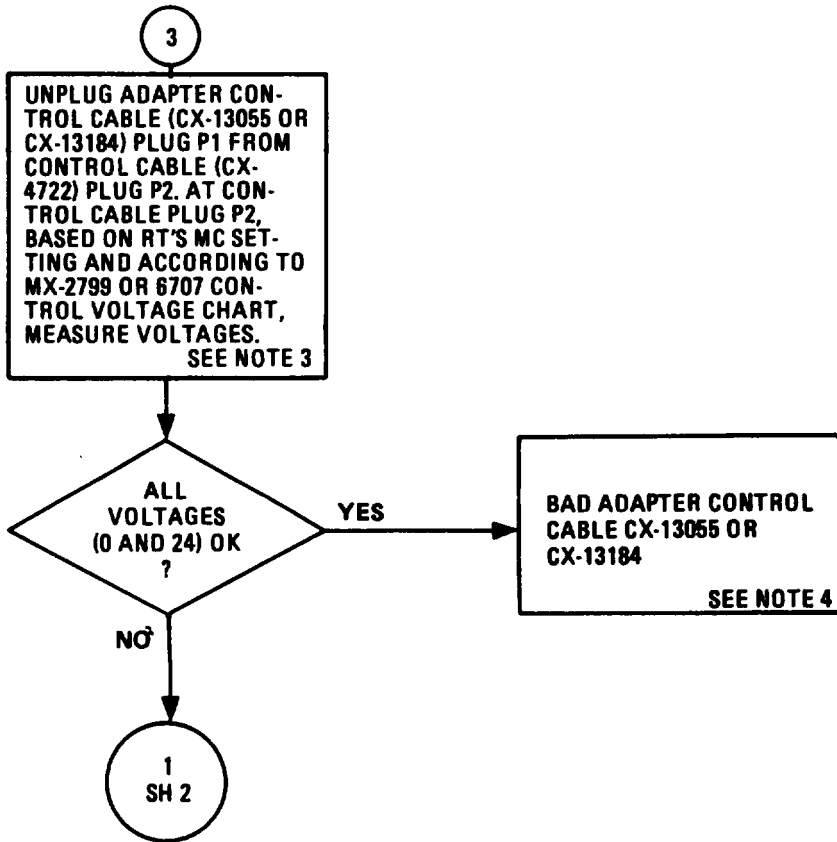 3
UNPLUG ADAPTER CON-
TROL CABLE (CX-13055 OR
CX-13184) PLUG P1 FROM
CONTROL CABLE (CX-
4722) PLUG P2. AT CON-
TROL CABLE PLUG P2,
BASED ON RT'S MC SET-
TING AND ACCORDING TO
MX-2799 OR 6707 CON-
TROL VOLTAGE CHART,
MEASURE VOLTAGES.
SEE NOTE 3
ALL
VOLTAGES
(0 AND 24) OK
?
YES
BAD ADAPTER CONTROL
CABLE CX-13055 OR
CX-13184
SEE NOTE 4
NO
1
SH 2